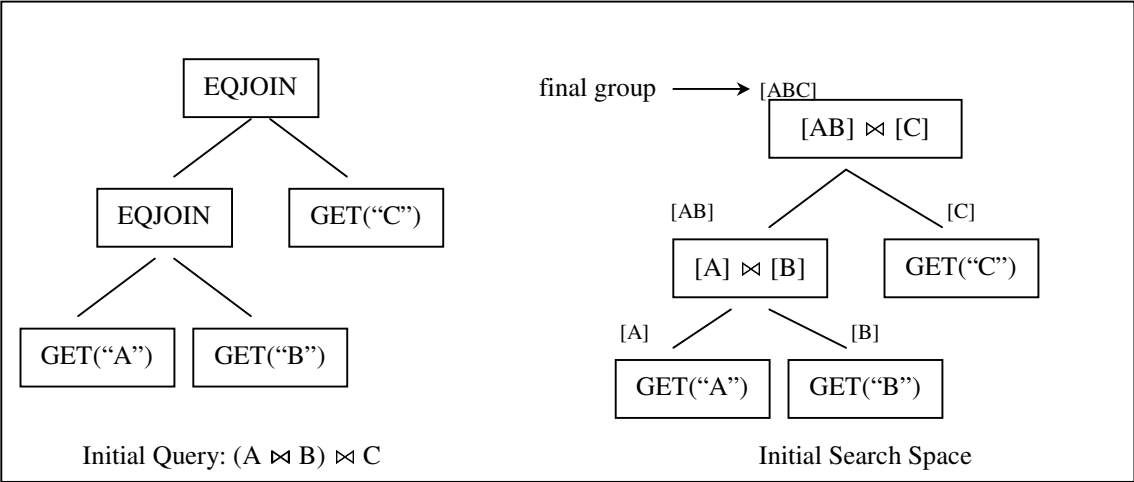 EQJOIN
EQJOIN
GET(“C”)
GET(“A”)
GET(“B”)
Initial Query: (A ⋈ B) ⋈ C
final group
[ABC]
[AB] ⋈ [C]
[AB]
[C]
[A] ⋈ [B]
GET(“C”)
[A]
[B]
GET(“A”)
GET(“B”)
Initial Search Space